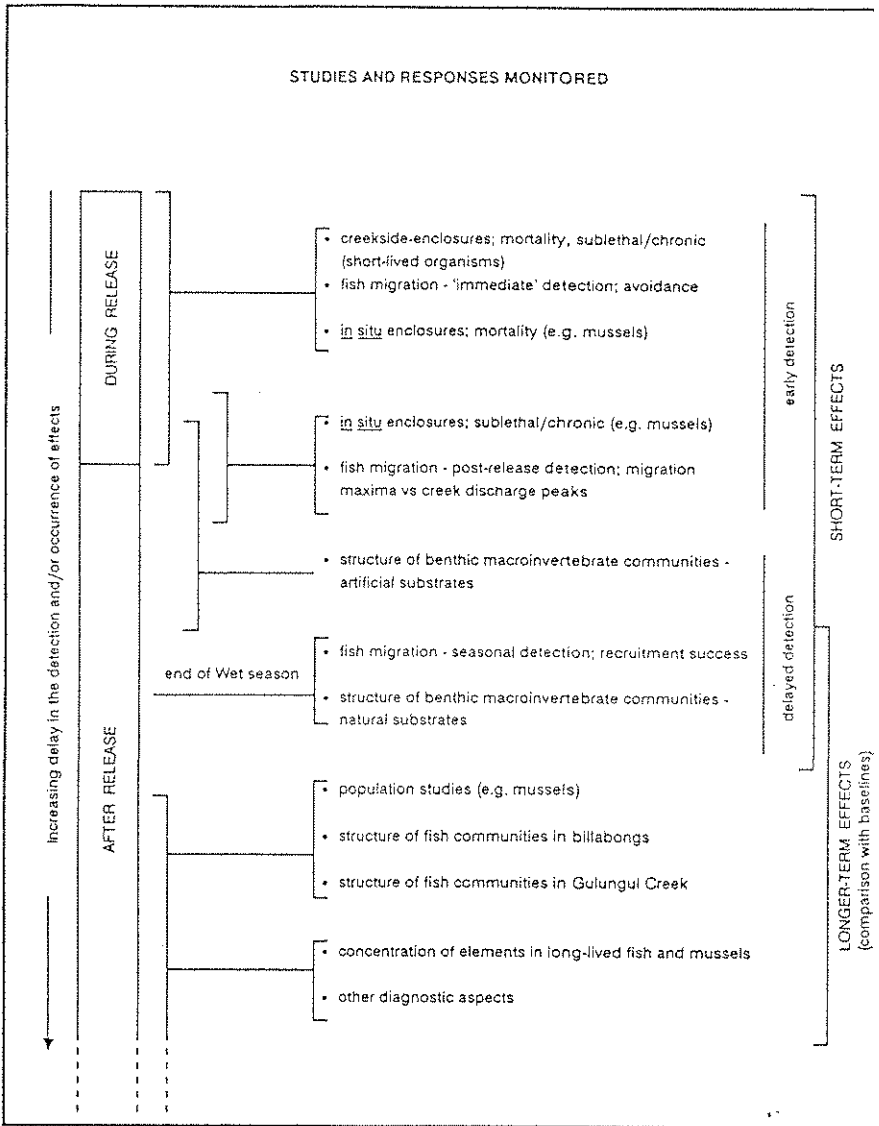 STUDIES AND RESPONSES MONITORED
Increasing delay in the detection and/or occurrence of effects
DURING RELEASE
AFTER RELEASE
• creekside-enclosures; mortality, sublethal/chronic
(short-lived organisms)
• fish migration - 'immediate' detection; avoidance
• in situ enclosures; mortality (e.g. mussels)
• in situ enclosures; sublethal/chronic (e.g. mussels)
• fish migration - post-release detection; migration
maxima vs creek discharge peaks
• structure of benthic macroinvertebrate communities -
artificial substrates
end of Wet season
• fish migration - seasonal detection; recruitment success
• structure of benthic macroinvertebrate communities -
natural substrates
• population studies (e.g. mussels)
• structure of fish communities in billabongs
• structure of fish communities in Gulungul Creek
• concentration of elements in long-lived fish and mussels
• other diagnostic aspects
early detection
delayed detection
SHORT-TERM EFFECTS
LONGER-TERM EFFECTS
(comparison with baselines)